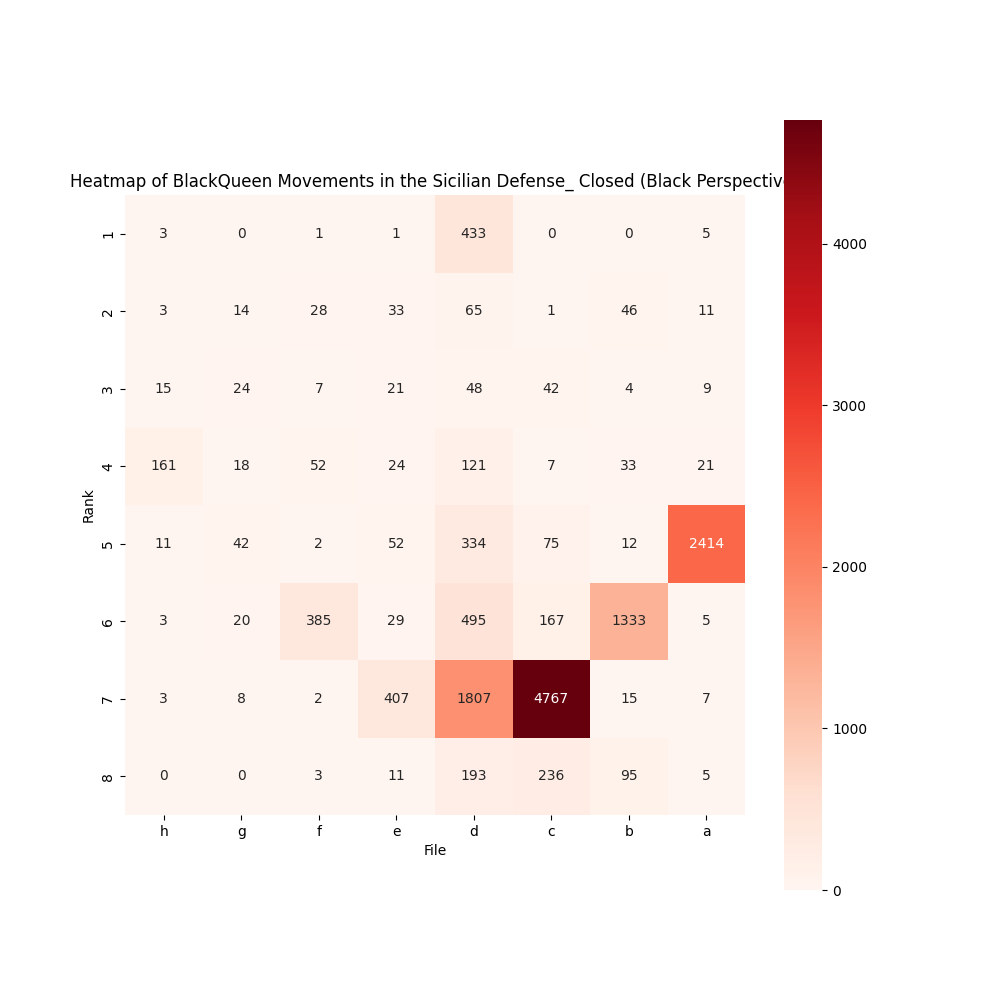 Heatmap of BlackQueen Movements in the Sicilian Defense_ Closed (Black Perspectiv
1 3 0 1 1 433 0 0 5
2 3 14 28 33 65 1 46 11
3 15 24 7 21 48 42 4 9
4 161 18 52 24 121 7 33 21
5 11 42 2 52 334 75 12 2414
6 3 20 385 29 495 167 1333 5
7 3 8 2 407 1807 4767 15 7
8 0 0 3 11 193 236 95 5
h g f e d c b a
File
Rank
4000
3000
2000
1000
0